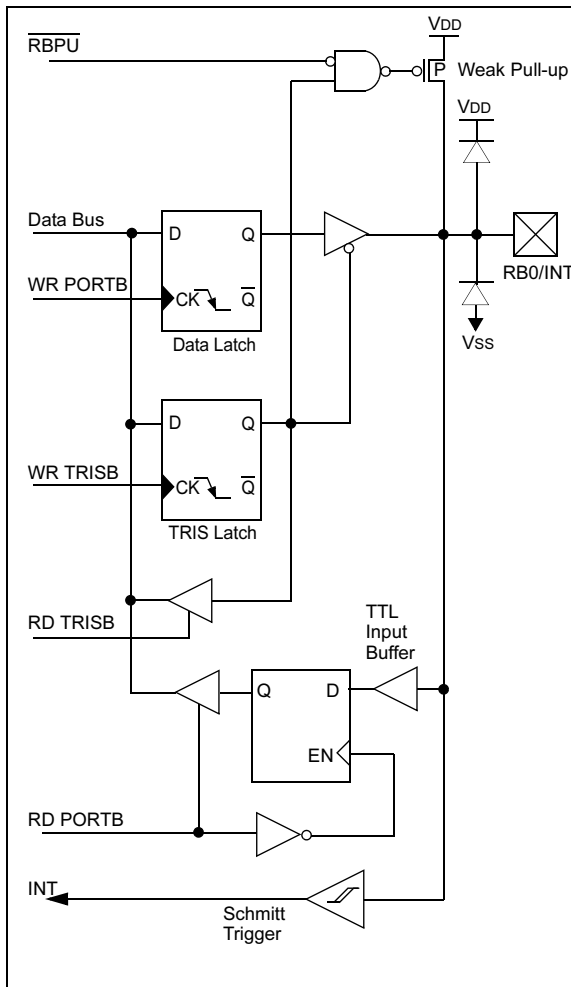 VDD
R̅B̅P̅U̅
P
Weak Pull-up
VDD
Data Bus
D
Q
RB0/INT
WR PORTB
CK
Q̅
VSS
Data Latch
D
Q
WR TRISB
CK
Q̅
TRIS Latch
RD TRISB
TTL
Input
Buffer
Q
D
EN
RD PORTB
INT
Schmitt
Trigger